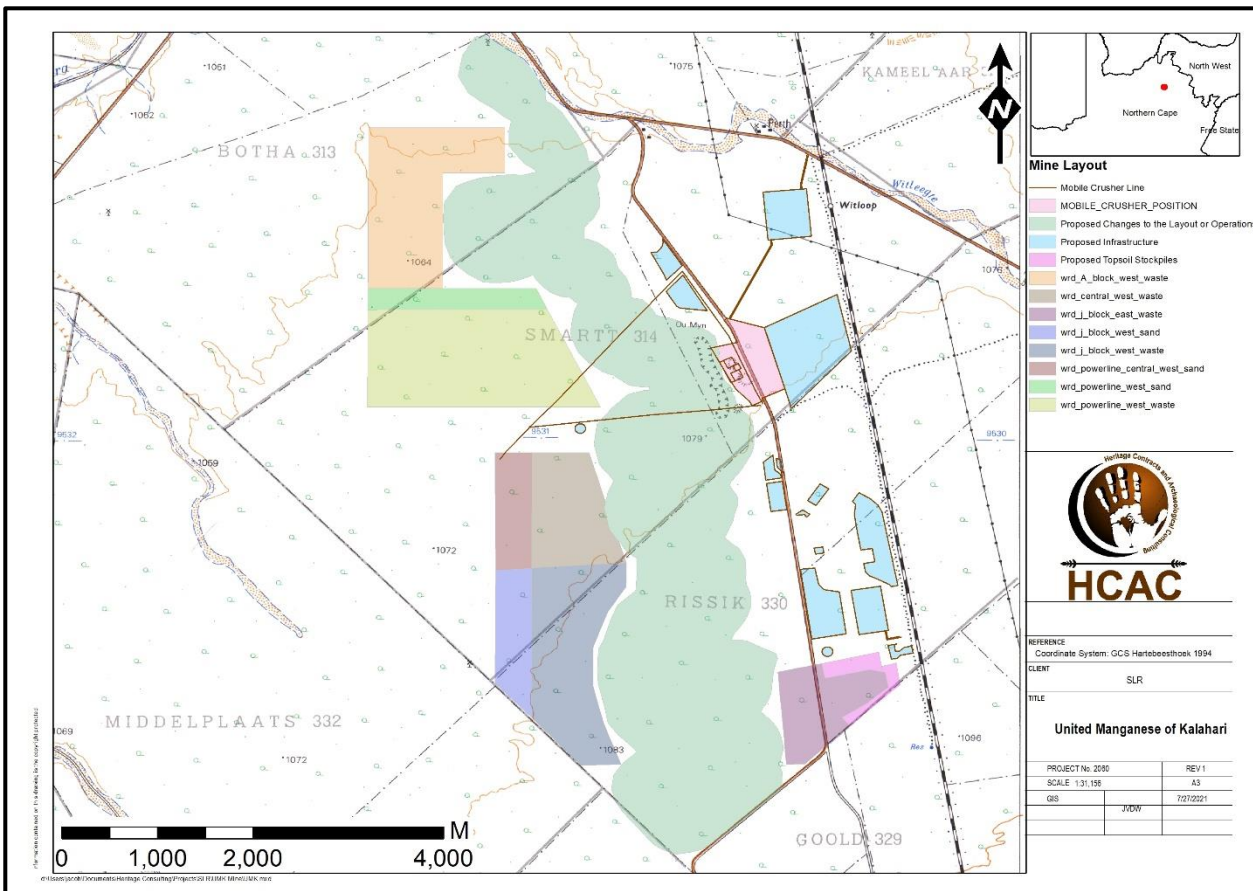 1061
1062
1075
KAMEEL AAR
Perth
BOTHA 313
Witleegte
Witloop
1064
1076
Ou Myn
SMARTT 314
1079
9532
9531
9530
1069
1072
RISSIK 330
MIDDELPLAATS 332
1069
1072
1083
1096
GOOLD 329
N
M
0 1,000 2,000 4,000
North West
Northern Cape
Free State
Mine Layout
Mobile Crusher Line
MOBILE_CRUSHER_POSITION
Proposed Changes to the Layout or Operations
Proposed Infrastructure
Proposed Topsoil Stockpiles
wrd_A_block_west_waste
wrd_central_west_waste
wrd_j_block_east_waste
wrd_j_block_west_sand
wrd_j_block_west_waste
wrd_powerline_central_west_sand
wrd_powerline_west_sand
wrd_powerline_west_waste
Heritage Contracts and Archaeological Consulting
HCAC
REFERENCE
Coordinate System: GCS Hartebeesthoek 1994
CLIENT
SLR
TITLE
United Manganese of Kalahari
PROJECT No. 2060 REV 1
SCALE 1:31,156 A3
GIS 7/27/2021
JVDW